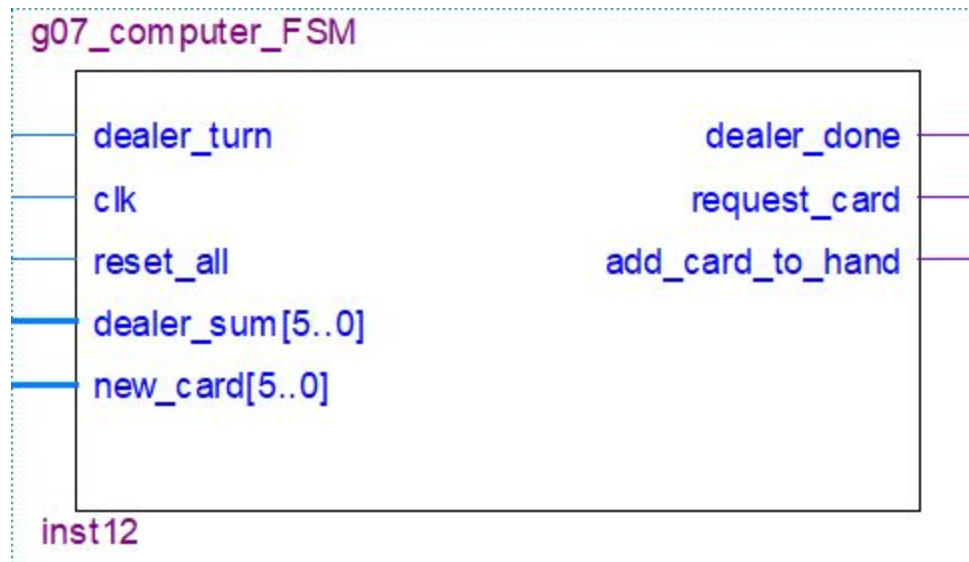 g07_computer_FSM
dealer_turn dealer_done
clk request_card
reset_all add_card_to_hand
dealer_sum[5..0]
new_card[5..0]
inst12